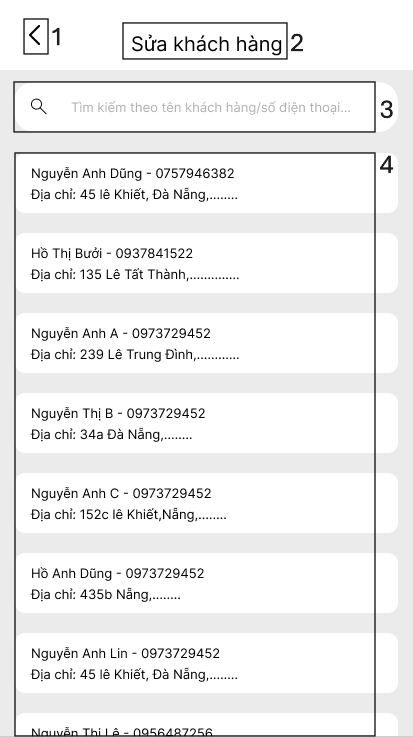 1
Sửa khách hàng 2
Tìm kiếm theo tên khách hàng/số điện thoại... 3
4
Nguyễn Anh Dũng - 0757946382
Địa chỉ: 45 lê Khiết, Đà Nẵng,........
Hồ Thị Bưởi - 0937841522
Địa chỉ: 135 Lê Tất Thành,..............
Nguyễn Anh A - 0973729452
Địa chỉ: 239 Lê Trung Đình,............
Nguyễn Thị B - 0973729452
Địa chỉ: 34a Đà Nẵng,........
Nguyễn Anh C - 0973729452
Địa chỉ: 152c lê Khiết,Nẵng,........
Hồ Anh Dũng - 0973729452
Địa chỉ: 435b Nẵng,........
Nguyễn Anh Lin - 0973729452
Địa chỉ: 45 lê Khiết, Đà Nẵng,........
Nguyễn Thị Lê - 0956487256